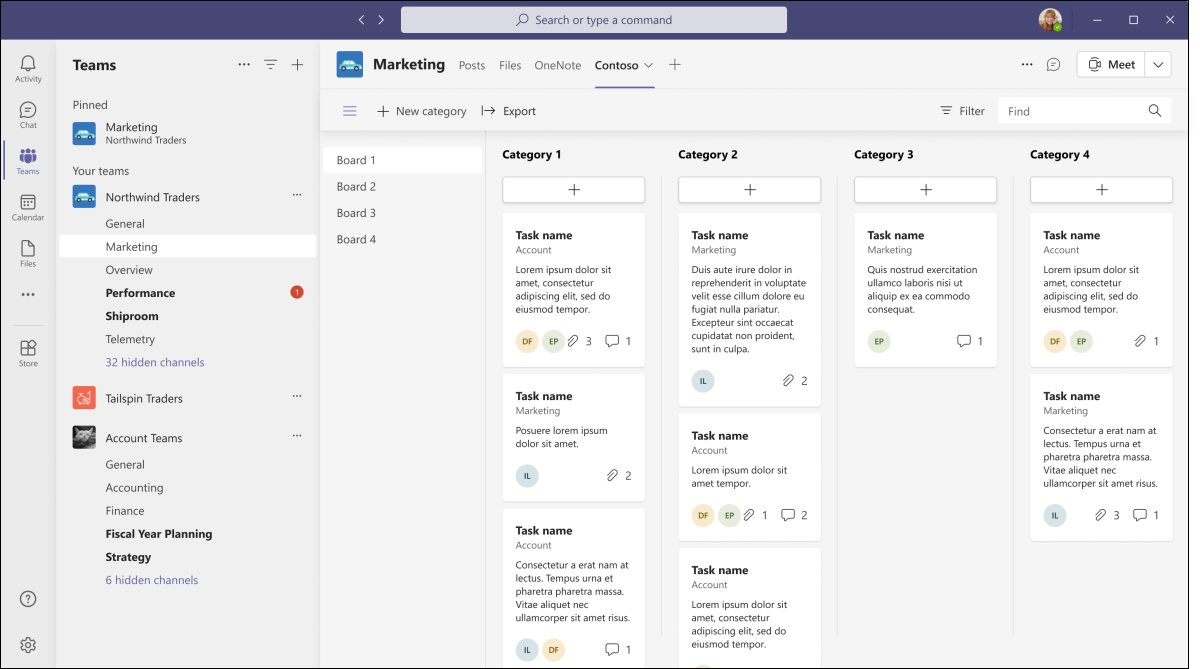 Search or type a command
Activity
Chat
Teams
Calendar
Files
Store
Teams
Pinned
Marketing
Northwind Traders
Your teams
Northwind Traders
General
Marketing
Overview
Performance
1
Shiproom
Telemetry
32 hidden channels
Tailspin Traders
Account Teams
General
Accounting
Finance
Fiscal Year Planning
Strategy
6 hidden channels
Marketing
Posts
Files
OneNote
Contoso
Meet
New category
Export
Filter
Find
Board 1
Board 2
Board 3
Board 4
Category 1
Task name
Account
Lorem ipsum dolor sit
amet, consectetur
adipiscing elit, sed do
eiusmod tempor.
DF EP 3 1
Task name
Marketing
Posuere lorem ipsum
dolor sit amet.
IL 2
Task name
Account
Consectetur a erat nam at
lectus. Tempus urna et
pharetra pharetra massa.
Vitae aliquet nec
ullamcorper sit amet risus.
IL DF 1
Category 2
Task name
Marketing
Duis aute irure dolor in
reprehenderit in voluptate
velit esse cillum dolore eu
fugiat nulla pariatur.
Excepteur sint occaecat
cupidatat non proident,
sunt in culpa.
IL 2
Task name
Account
Lorem ipsum dolor sit
amet tempor.
DF EP 1 2
Task name
Account
Lorem ipsum dolor sit
amet, consectetur
adipiscing elit, sed do
eiusmod tempor.
Category 3
Task name
Marketing
Quis nostrud exercitation
ullamco laboris nisi ut
aliquip ex ea commodo
consequat.
EP 1
Category 4
Task name
Account
Lorem ipsum dolor sit
amet, consectetur
adipiscing elit, sed do
eiusmod tempor.
DF EP 1
Task name
Marketing
Consectetur a erat nam at
lectus. Tempus urna et
pharetra pharetra massa.
Vitae aliquet nec
ullamcorper sit amet risus.
IL 3 1